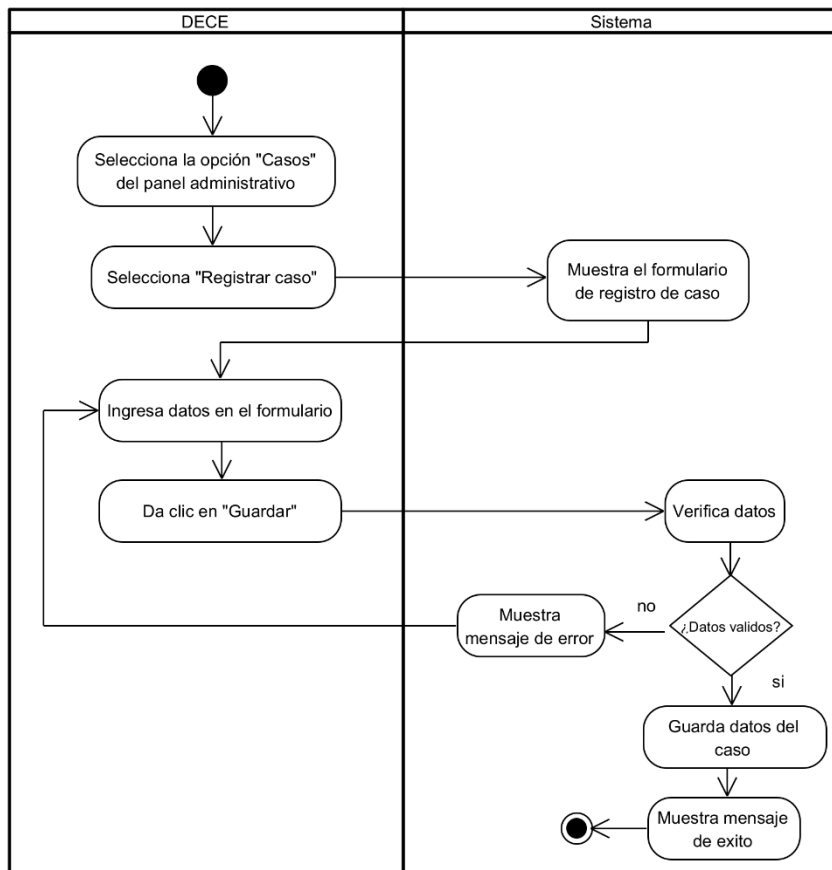 DECE
Sistema
Selecciona la opción "Casos"
del panel administrativo
Selecciona "Registrar caso"
Muestra el formulario
de registro de caso
Ingresa datos en el formulario
Da clic en "Guardar"
Verifica datos
¿Datos validos?
no
Muestra
mensaje de error
si
Guarda datos del
caso
Muestra mensaje
de exito